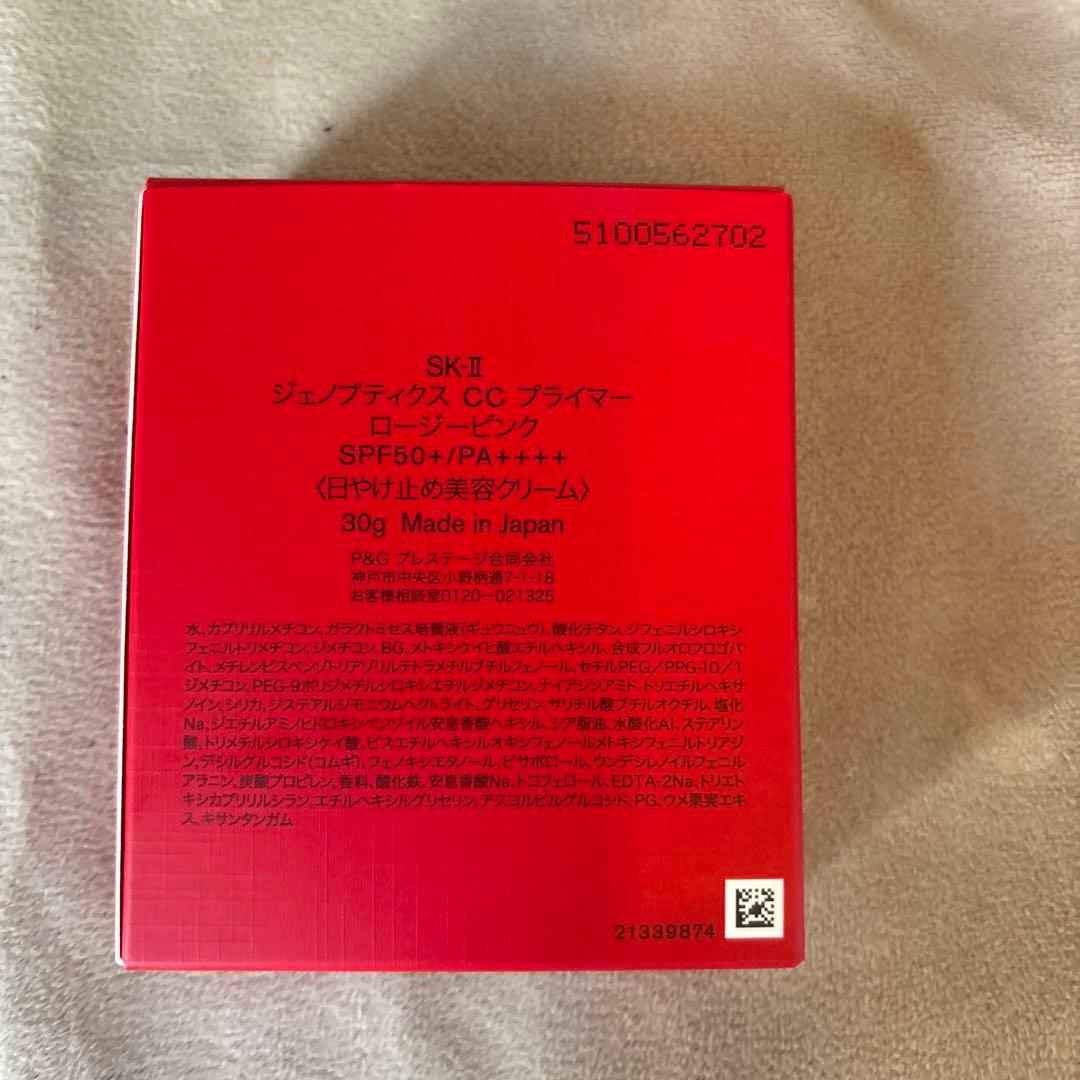 5100562702
SK-II
ジェノプティクス CC プライマー
ロージーピンク
SPF50+/PA++++
〈日やけ止め美容クリーム〉
30g Made in Japan
P&G プレステージ合同会社
神戸市中央区小野柄通7-1-18
お客様相談室0120-021325
水、カプリリルメチコン、ガラクトミセス培養液(ギュウニュウ)、酸化チタン、ジフェニルシロキシ
フェニルトリメチコン、ジメチコン、BG、メトキシケイヒ酸エチルヘキシル、合成フルオロフロゴパ
イト、メチレンビスベンゾトリアゾリルテトラメチルブチルフェノール、セチルPEG/PPG-10/1
ジメチコン、PEG-9ポリジメチルシロキシエチルジメチコン、ナイアシンアミド、トリエチルヘキサ
ノイン、シリカ、ジステアルジモニウムヘクトライト、グリセリン、サリチル酸ブチルオクチル、塩化
Na、ジエチルアミノヒドロキシベンゾイル安息香酸ヘキシル、シア脂油、水酸化Al、ステアリン
酸、トリメチルシロキシケイ酸、ビスエチルヘキシルオキシフェノールメトキシフェニルトリアジ
ン、デシルグルコシド(コムギ)、フェノキシエタノール、ビサボロール、ウンデシレノイルフェニル
アラニン、炭酸プロピレン、香料、酸化鉄、安息香酸Na、トコフェロール、EDTA-2Na、トリエト
キシカプリリルシラン、エチルヘキシルグリセリン、アスコルビルグルコシド、PG、ウメ果実エキ
ス、キサンタンガム
21339874